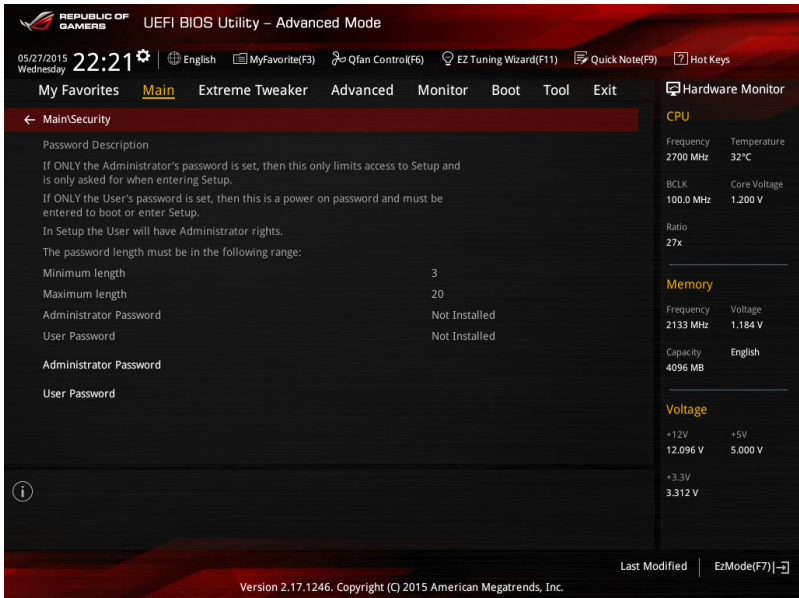 REPUBLIC OF
GAMERS
UEFI BIOS Utility – Advanced Mode
05/27/2015
Wednesday
22:21
English
MyFavorite(F3)
Qfan Control(F6)
EZ Tuning Wizard(F11)
Quick Note(F9)
? Hot Keys
My Favorites Main Extreme Tweaker Advanced Monitor Boot Tool Exit
Hardware Monitor
Main\Security
Password Description
If ONLY the Administrator's password is set, then this only limits access to Setup and
is only asked for when entering Setup.
If ONLY the User's password is set, then this is a power on password and must be
entered to boot or enter Setup.
In Setup the User will have Administrator rights.
The password length must be in the following range:
Minimum length 3
Maximum length 20
Administrator Password Not Installed
User Password Not Installed
Administrator Password
User Password
CPU
Frequency Temperature
2700 MHz 32°C
BCLK Core Voltage
100.0 MHz 1.200 V
Ratio
27x
Memory
Frequency Voltage
2133 MHz 1.184 V
Capacity English
4096 MB
Voltage
+12V +5V
12.096 V 5.000 V
+3.3V
3.312 V
i
Last Modified
EzMode(F7)
Version 2.17.1246. Copyright (C) 2015 American Megatrends, Inc.